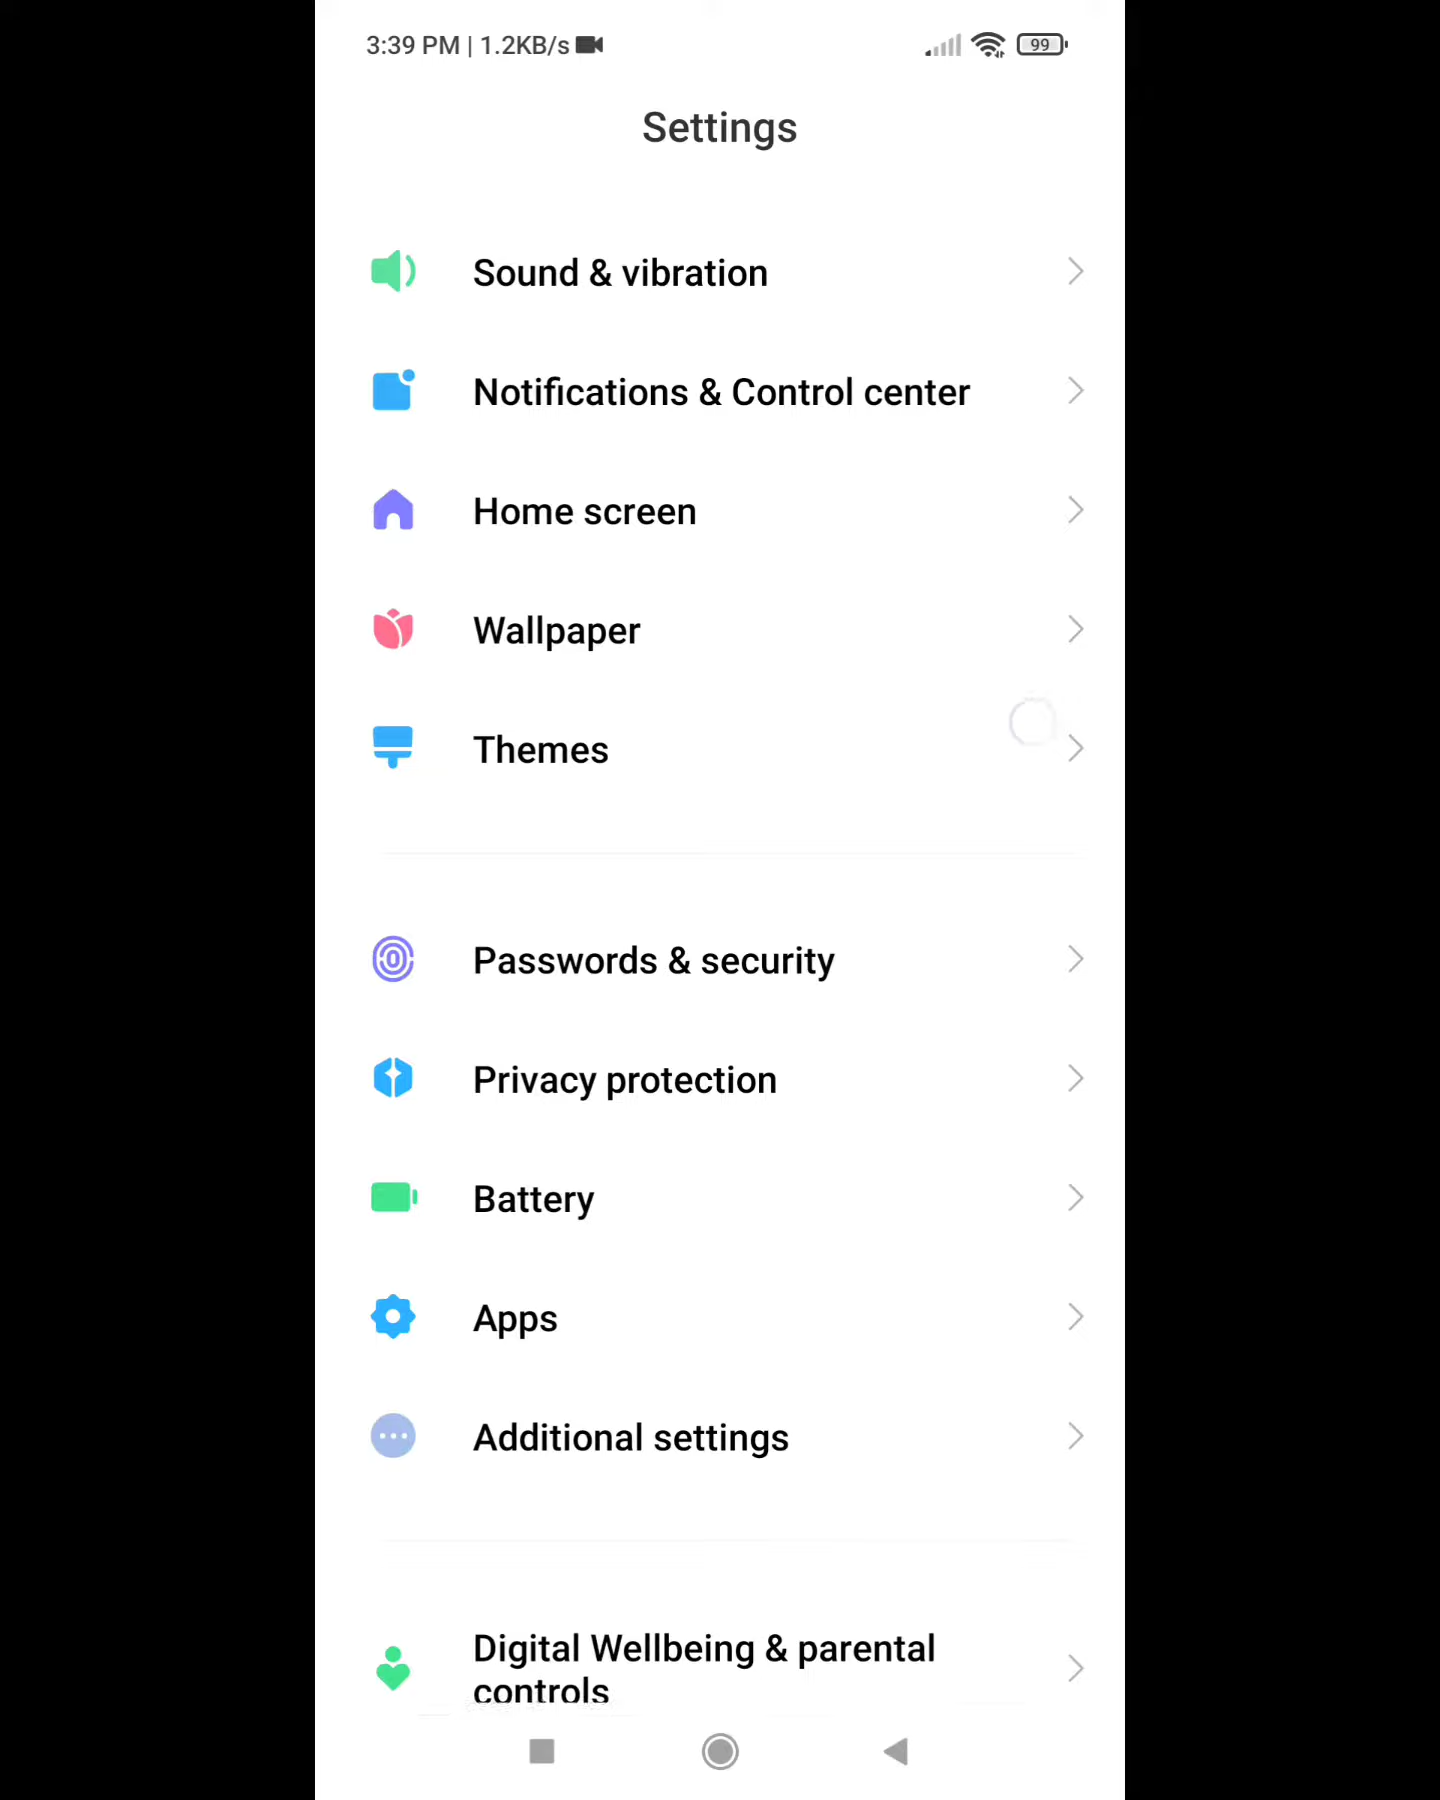 3:39 PM | 1.2KB/s 99
Settings
Sound & vibration
Notifications & Control center
Home screen
Wallpaper
Themes
Passwords & security
Privacy protection
Battery
Apps
Additional settings
Digital Wellbeing & parental
controls